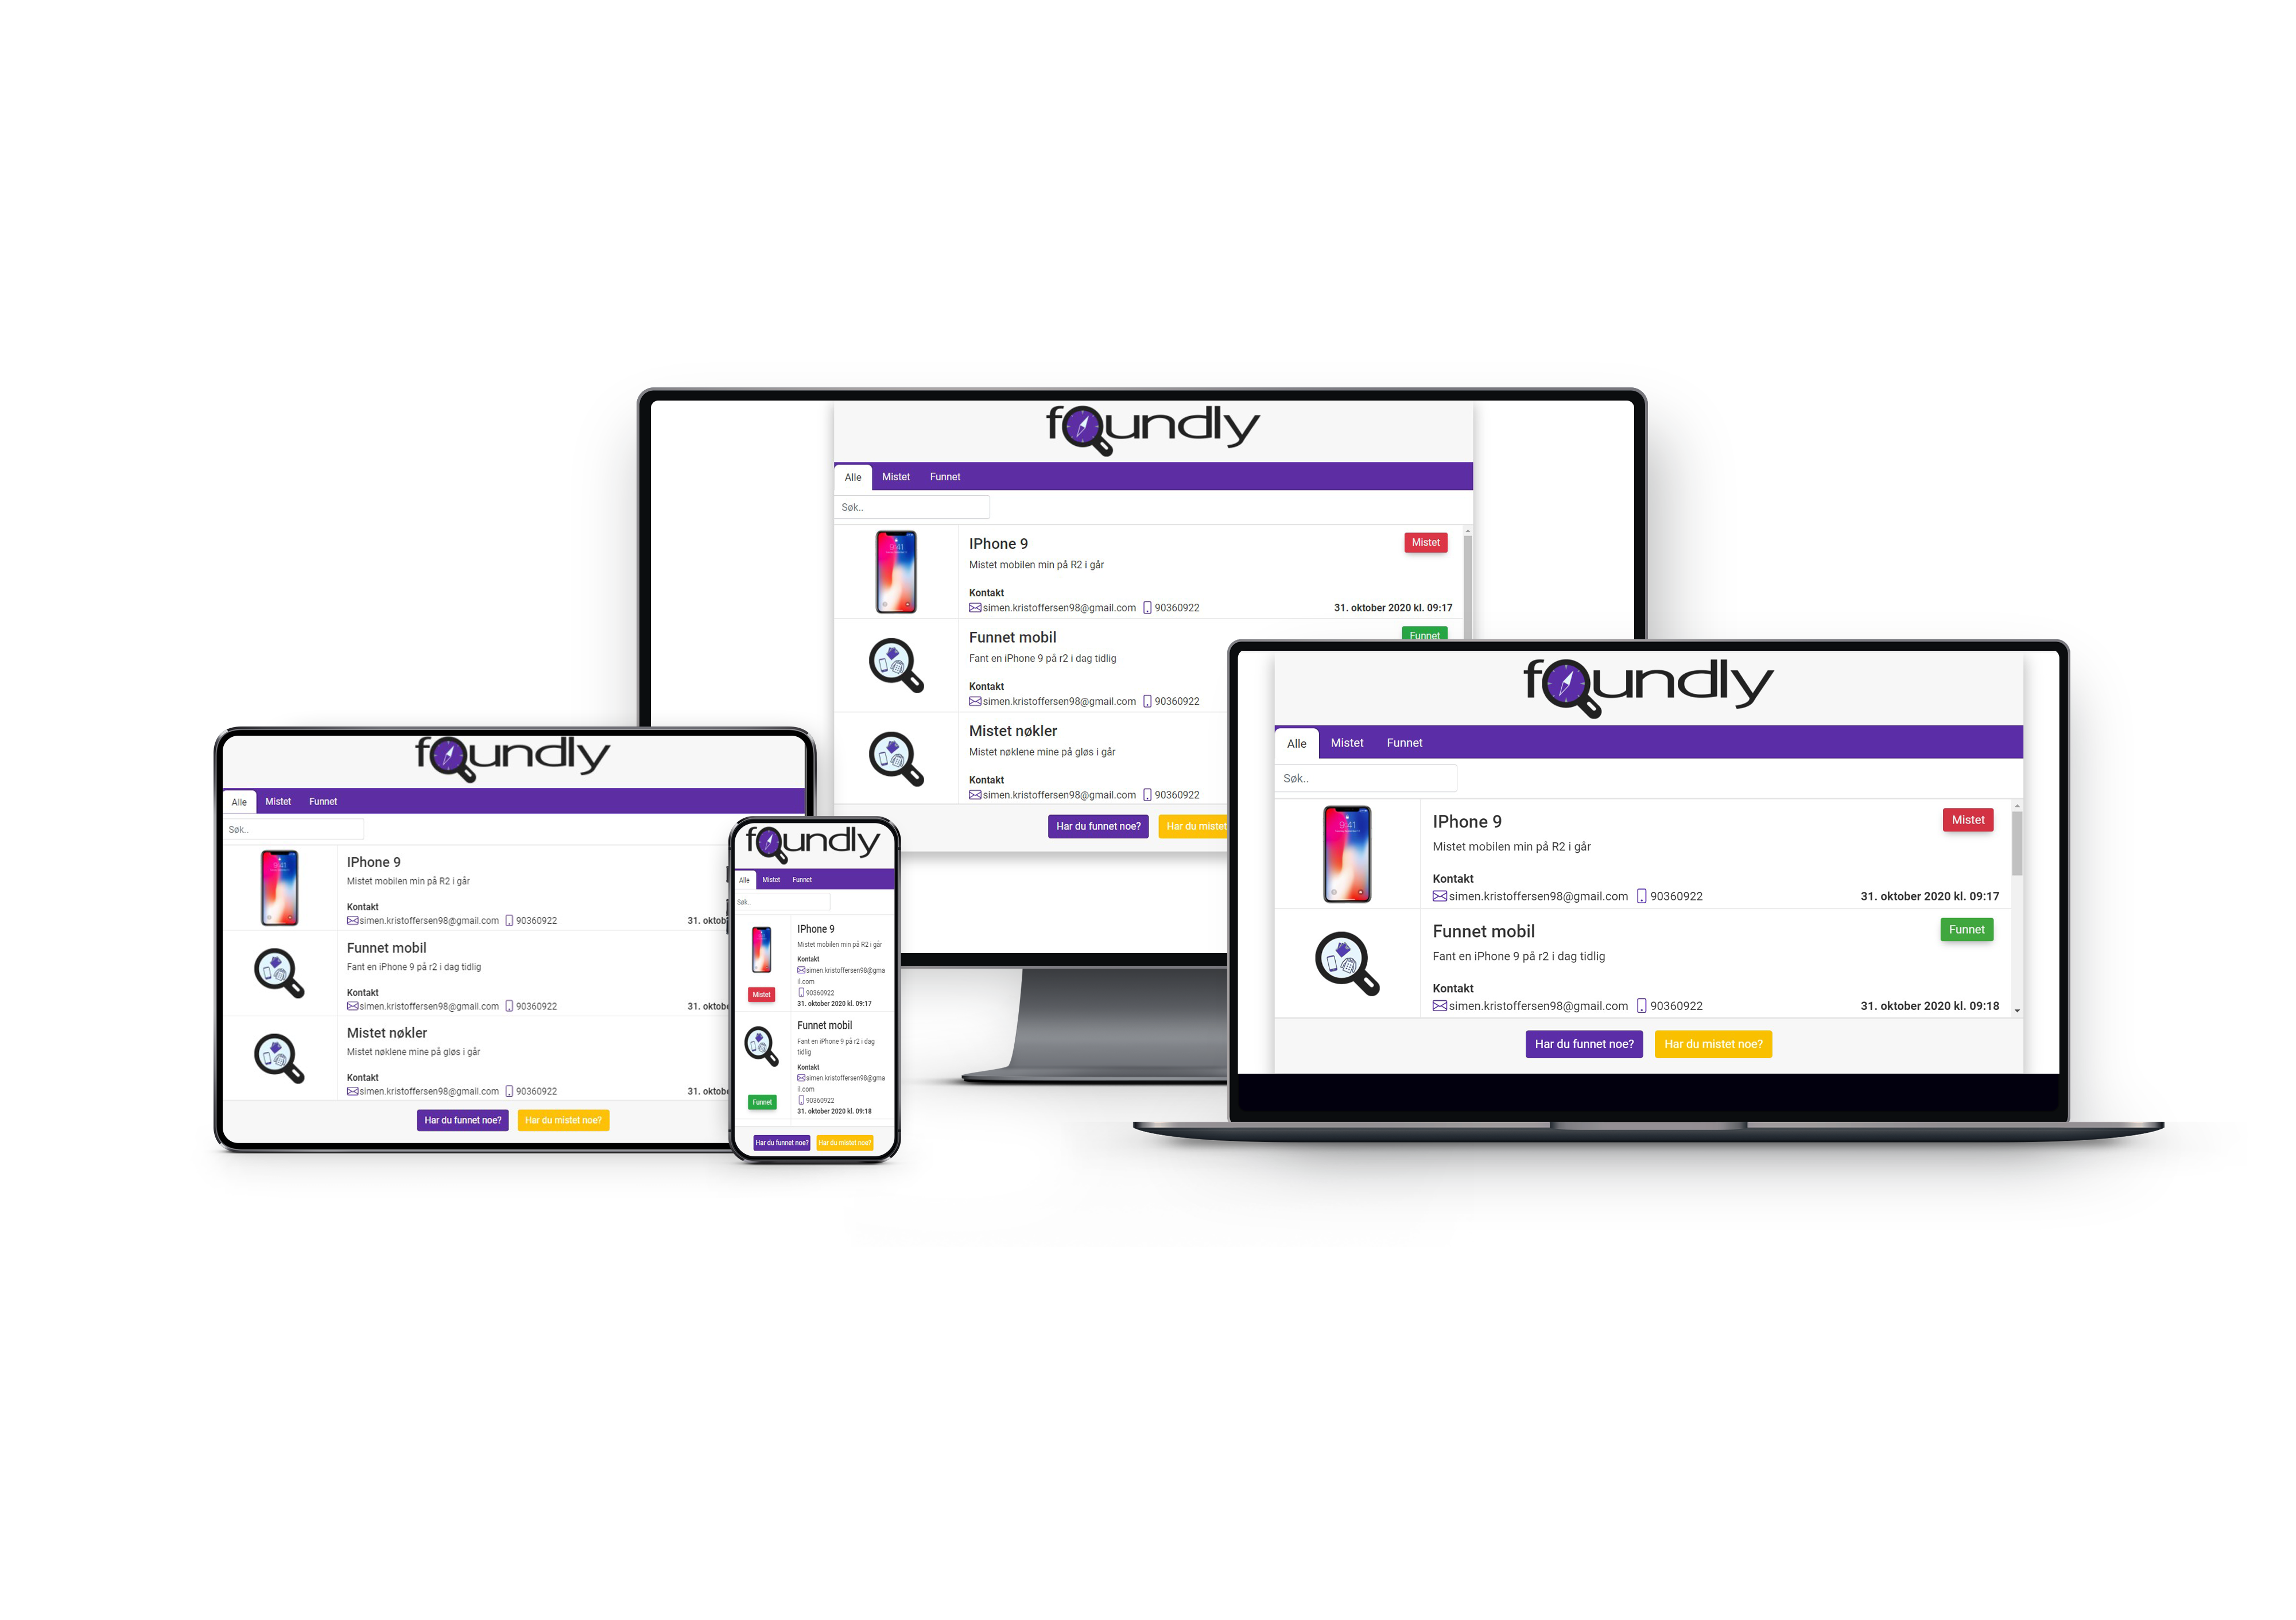 foundly
Alle Mistet Funnet
Søk..
9:41
IPhone 9 Mistet
Mistet mobilen min på R2 i går
Kontakt
simen.kristoffersen98@gmail.com 90360922 31. oktober 2020 kl. 09:17
Funnet mobil Funnet
Fant en iPhone 9 på r2 i dag tidlig
Kontakt
simen.kristoffersen98@gmail.com 90360922
Mistet nøkler
Mistet nøklene mine på gløs i går
Kontakt
simen.kristoffersen98@gmail.com 90360922
Har du funnet noe? Har du mistet
foundly
Alle Mistet Funnet
Søk..
9:41
IPhone 9 Mistet
Mistet mobilen min på R2 i går
Kontakt
simen.kristoffersen98@gmail.com 90360922 31. oktober 2020 kl. 09:17
Funnet mobil Funnet
Fant en iPhone 9 på r2 i dag tidlig
Kontakt
simen.kristoffersen98@gmail.com 90360922 31. oktober 2020 kl. 09:18
Har du funnet noe? Har du mistet noe?
foundly
Alle Mistet Funnet
Søk..
9:41
IPhone 9
Mistet mobilen min på R2 i går
Kontakt
simen.kristoffersen98@gmail.com 90360922 31. oktob
Funnet mobil
Fant en iPhone 9 på r2 i dag tidlig
Kontakt
simen.kristoffersen98@gmail.com 90360922 31. oktob
Mistet nøkler
Mistet nøklene mine på gløs i går
Kontakt
simen.kristoffersen98@gmail.com 90360922 31. oktob
Har du funnet noe? Har du mistet noe?
foundly
Alle Mistet Funnet
Søk..
IPhone 9
Mistet mobilen min på R2 i går
Kontakt
simen.kristoffersen98@gma
il.com
Mistet 90360922
31. oktober 2020 kl. 09:17
Funnet mobil
Fant en iPhone 9 på r2 i dag
tidlig
Kontakt
simen.kristoffersen98@gma
il.com
Funnet 90360922
31. oktober 2020 kl. 09:18
Har du funnet noe? Har du mistet noe?